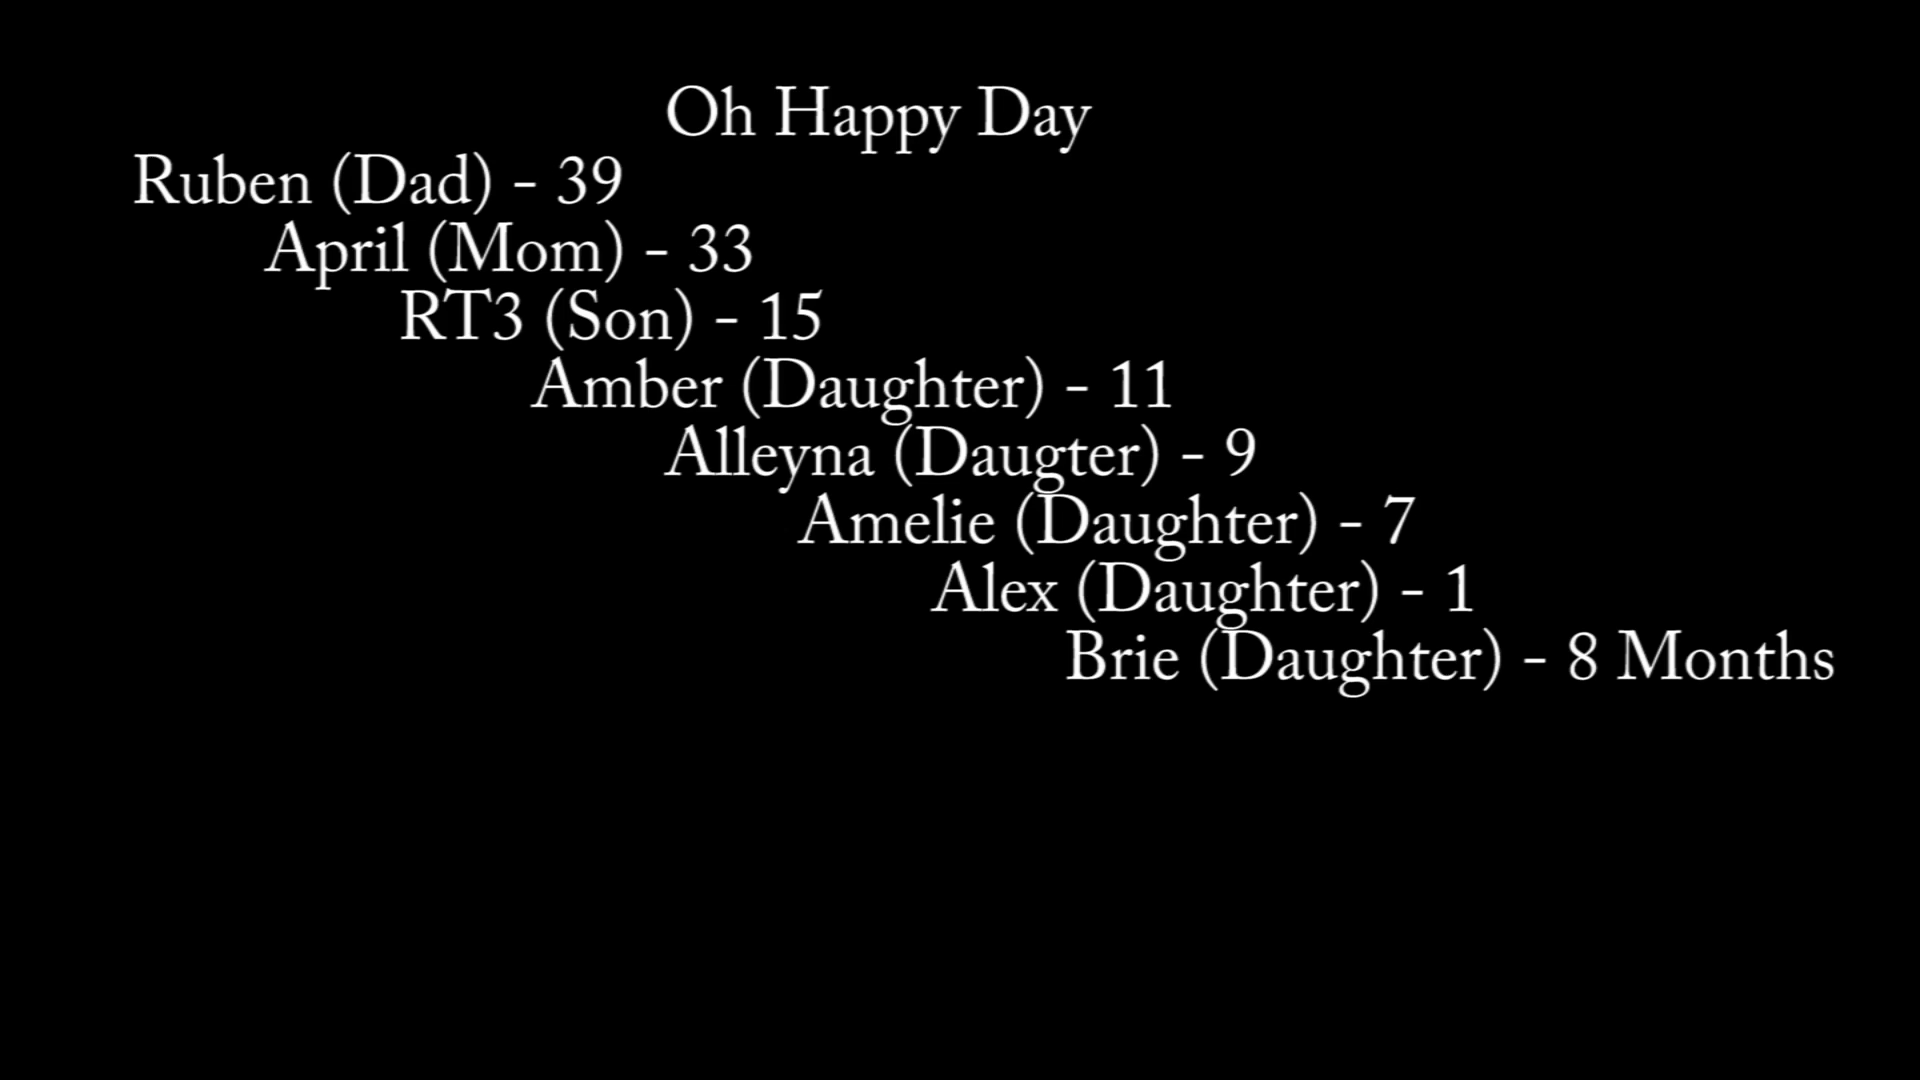 Oh Happy Day
Ruben (Dad) - 39
April (Mom) - 33
RT3 (Son) - 15
Amber (Daughter) - 11
Alleyna (Daugter) - 9
Amelie (Daughter) - 7
Alex (Daughter) - 1
Brie (Daughter) - 8 Months